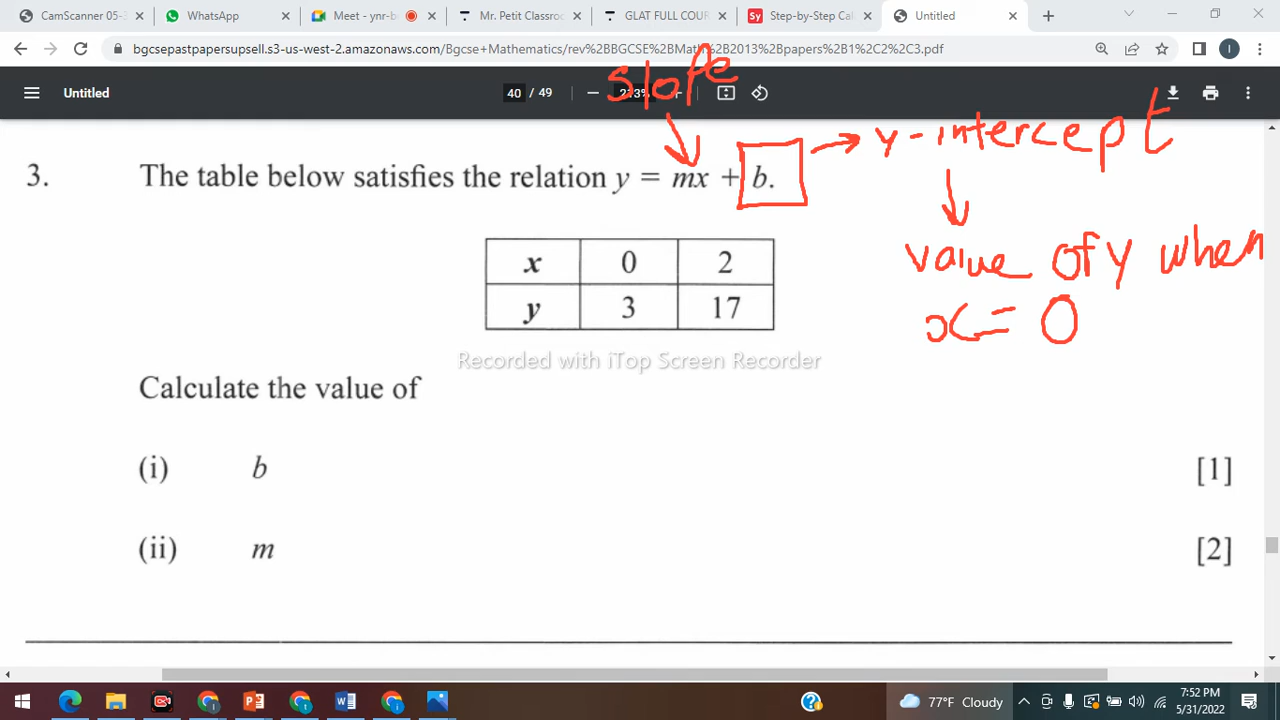 CamScanner 05-3
WhatsApp
Meet - ynr-b
Mr. Petit Classroo
GLAT FULL COUR
Step-by-Step Cal
Untitled
bgcsepastpapersupsell.s3-us-west-2.amazonaws.com/Bgcse+Mathematics/rev%2BBGCSE%2BMath%2B2013%2Bpapers%2B1%2C2%2C3.pdf
Untitled
40 / 49
213%
slope
y-intercept
3. The table below satisfies the relation y = mx + b.
value of y when
x = 0
x 0 2
y 3 17
Recorded with iTop Screen Recorder
Calculate the value of
(i) b [1]
(ii) m [2]
77°F Cloudy
7:52 PM
5/31/2022